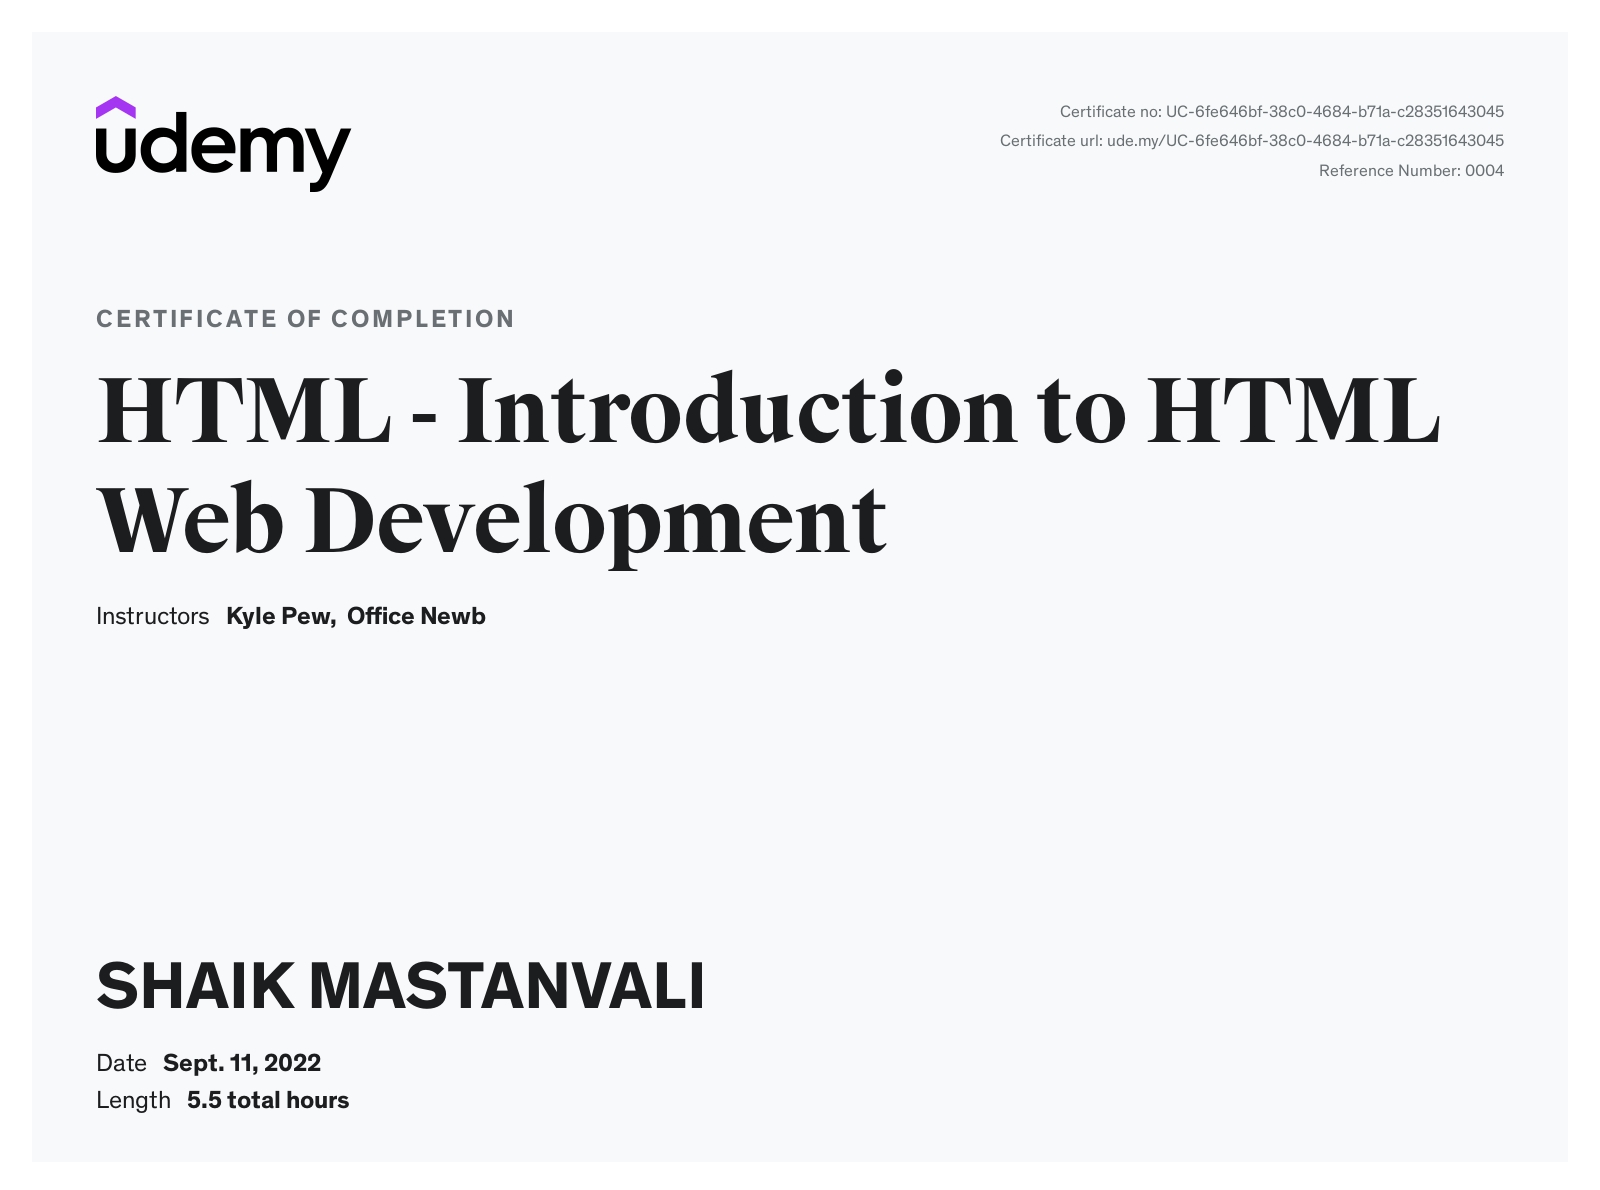 udemy
Certificate no: UC-6fe646bf-38c0-4684-b71a-c28351643045
Certificate url: ude.my/UC-6fe646bf-38c0-4684-b71a-c28351643045
Reference Number: 0004
CERTIFICATE OF COMPLETION
HTML - Introduction to HTML
Web Development
Instructors Kyle Pew, Office Newb
SHAIK MASTANVALI
Date Sept. 11, 2022
Length 5.5 total hours